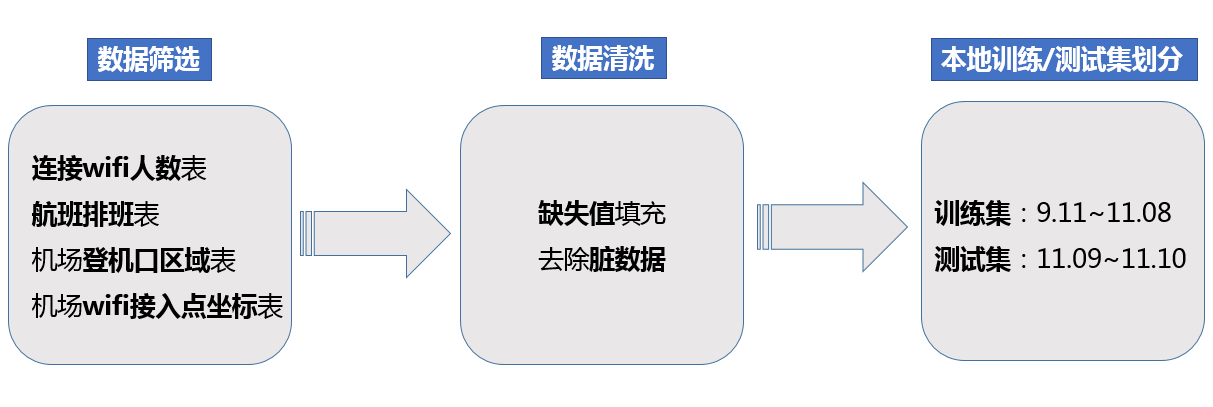 数据筛选
连接wifi人数表
航班排班表
机场登机口区域表
机场wifi接入点坐标表
数据清洗
缺失值填充
去除脏数据
本地训练/测试集划分
训练集：9.11~11.08
测试集：11.09~11.10